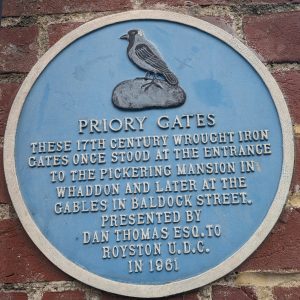 PRIORY GATES
THESE 17TH CENTURY WROUGHT IRON
GATES ONCE STOOD AT THE ENTRANCE
TO THE PICKERING MANSION IN
WHADDON AND LATER AT THE
GABLES IN BALDOCK STREET.
PRESENTED BY
DAN THOMAS ESQ. TO
ROYSTON U.D.C.
IN 1961